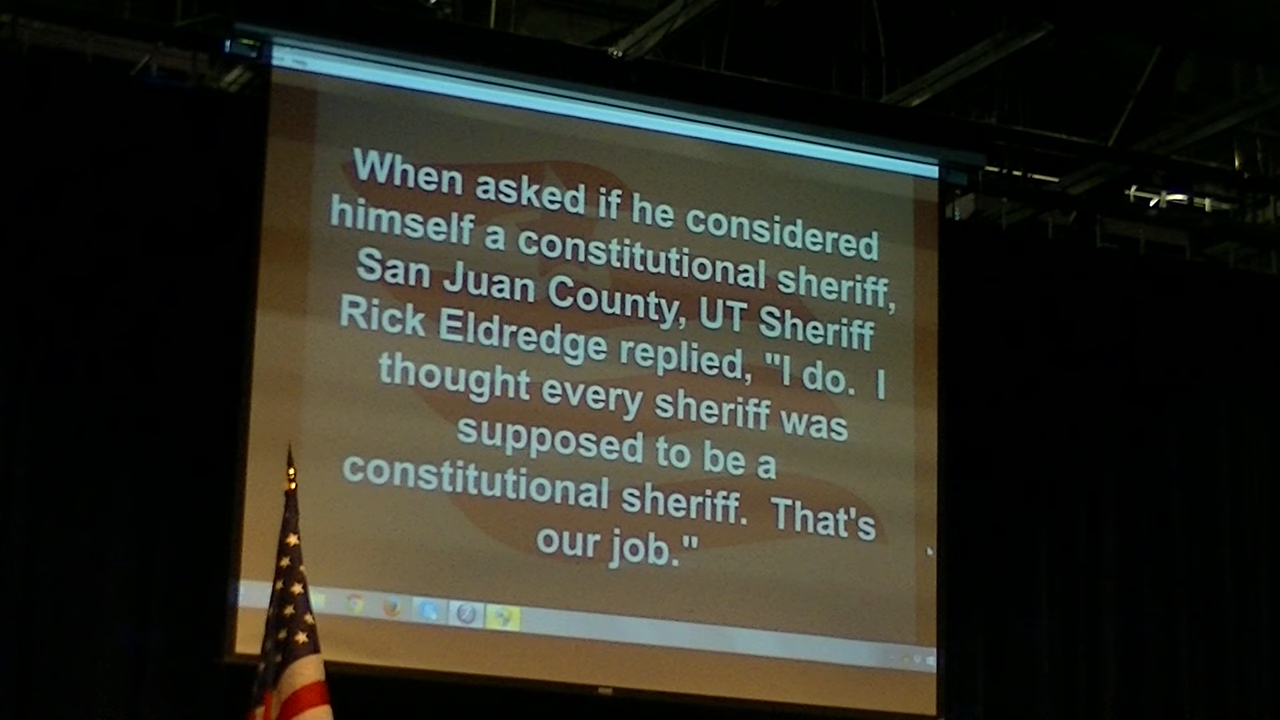 When asked if he considered
himself a constitutional sheriff,
San Juan County, UT Sheriff
Rick Eldredge replied, "I do.  I
thought every sheriff was
supposed to be a
constitutional sheriff.  That's
our job."